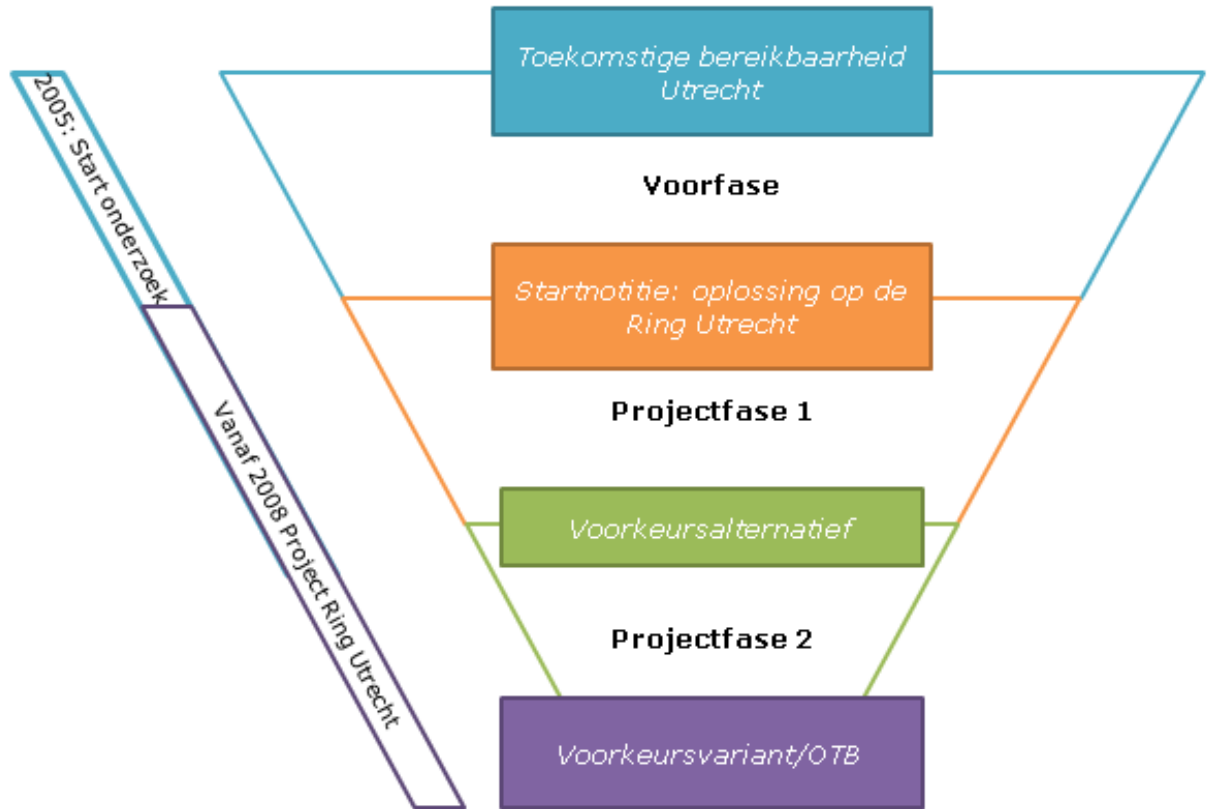 Toekomstige bereikbaarheid
Utrecht
2005: Start onderzoek
Voorfase
Startnotitie: oplossing op de
Ring Utrecht
Vanaf 2008 Project Ring Utrecht
Projectfase 1
Voorkeursalternatief
Projectfase 2
Voorkeursvariant/OTB